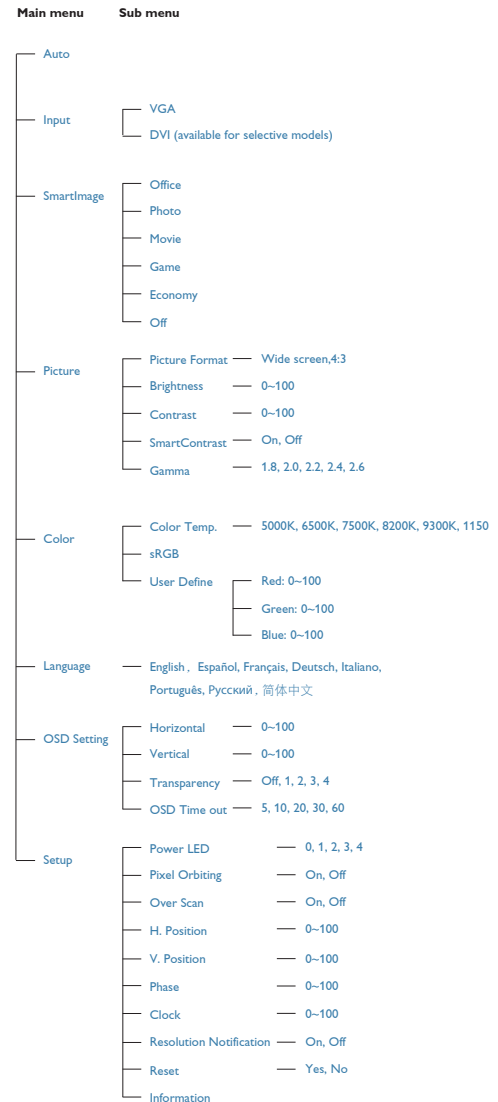 Main menu Sub menu
Auto
Input
VGA
DVI (available for selective models)
SmartImage
Office
Photo
Movie
Game
Economy
Off
Picture
Picture Format Wide screen,4:3
Brightness 0~100
Contrast 0~100
SmartContrast On, Off
Gamma 1.8, 2.0, 2.2, 2.4, 2.6
Color
Color Temp. 5000K, 6500K, 7500K, 8200K, 9300K, 1150
sRGB
User Define Red: 0~100
Green: 0~100
Blue: 0~100
Language English , Español, Français, Deutsch, Italiano,
Português, Русский , 简体中文
OSD Setting
Horizontal 0~100
Vertical 0~100
Transparency Off, 1, 2, 3, 4
OSD Time out 5, 10, 20, 30, 60
Setup
Power LED 0, 1, 2, 3, 4
Pixel Orbiting On, Off
Over Scan On, Off
H. Position 0~100
V. Position 0~100
Phase 0~100
Clock 0~100
Resolution Notification On, Off
Reset Yes, No
Information